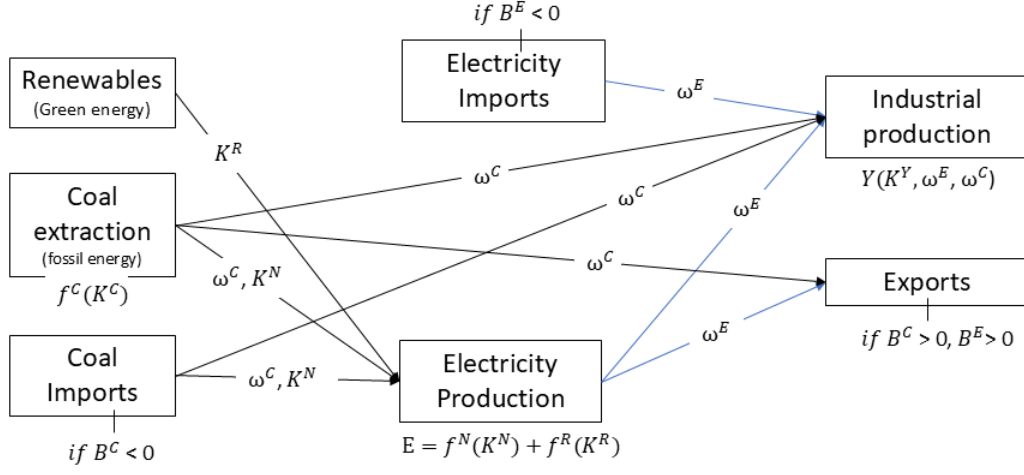 if B^E < 0
Renewables
(Green energy)
Electricity
Imports
ω^E
Industrial
production
Y(K^Y, ω^E, ω^C)
K^R
ω^C
Coal
extraction
(fossil energy)
f^C(K^C)
ω^C
ω^E
ω^C, K^N
ω^C
Exports
if B^C > 0, B^E > 0
Coal
Imports
if B^C < 0
ω^C, K^N
Electricity
Production
E = f^N(K^N) + f^R(K^R)
ω^E